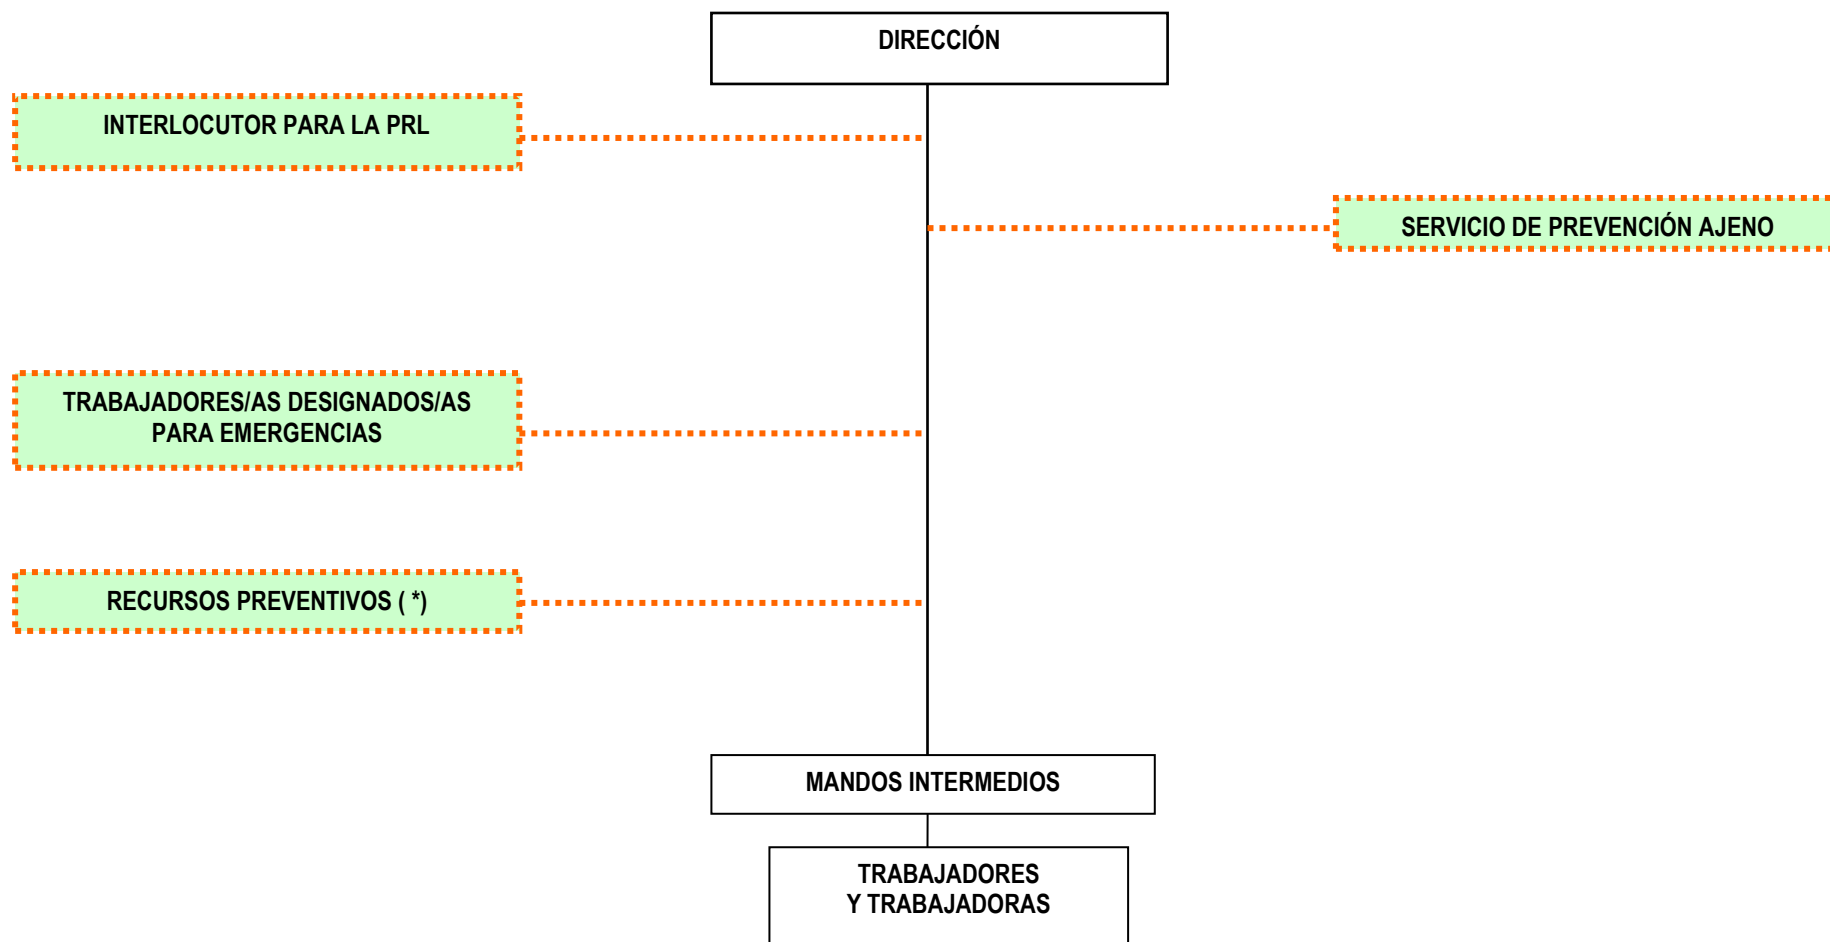 DIRECCIÓN
INTERLOCUTOR PARA LA PRL
SERVICIO DE PREVENCIÓN AJENO
TRABAJADORES/AS DESIGNADOS/AS
PARA EMERGENCIAS
RECURSOS PREVENTIVOS ( *)
MANDOS INTERMEDIOS
TRABAJADORES
Y TRABAJADORAS